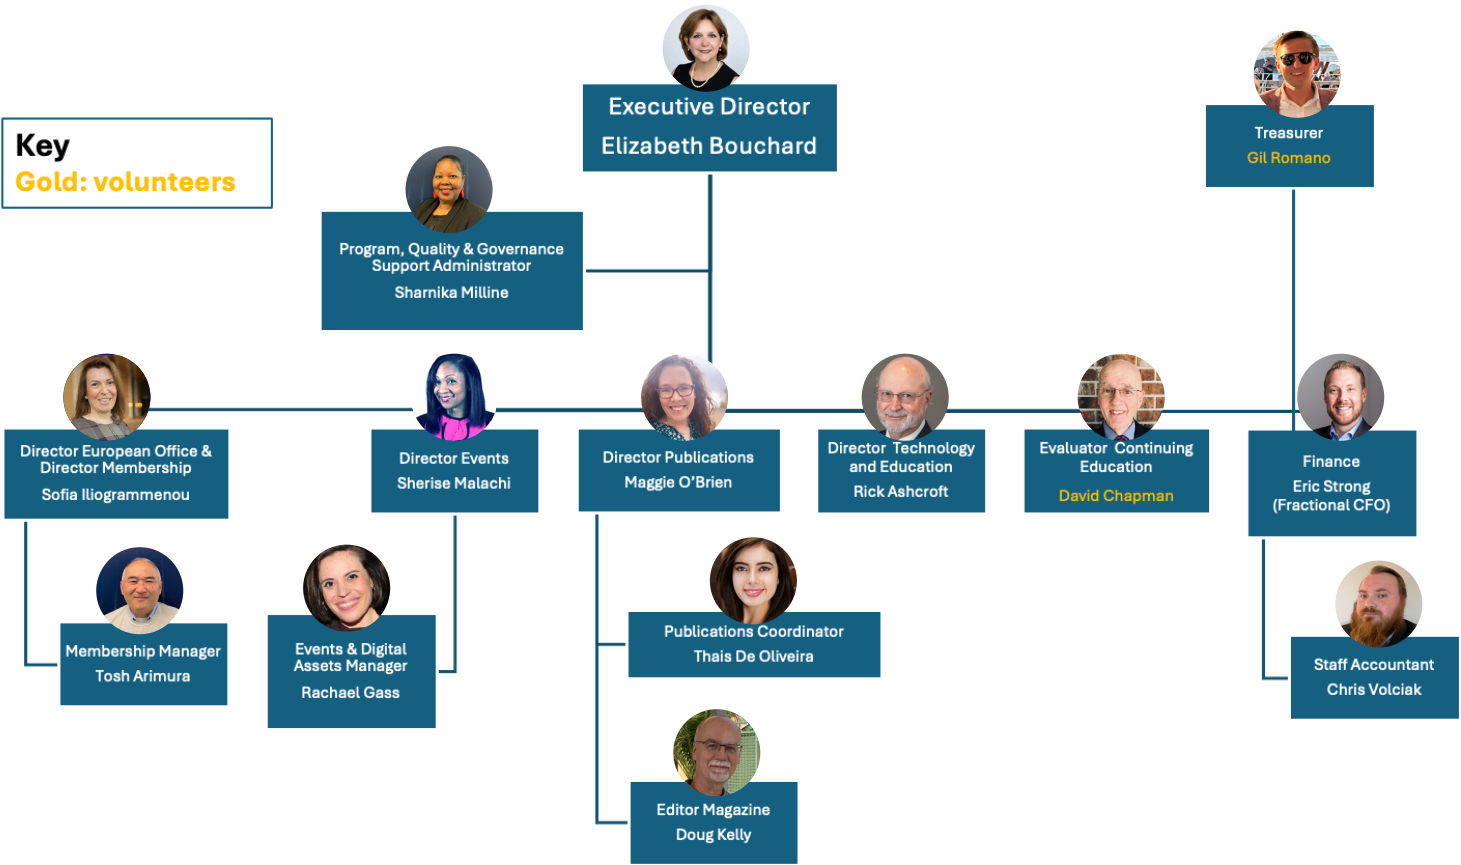 Executive Director
Elizabeth Bouchard
Treasurer
Gil Romano
Key
Gold: volunteers
Program, Quality & Governance
Support Administrator
Sharnika Milline
Director European Office &
Director Membership
Sofia Iliogrammenou
Director Events
Sherise Malachi
Director Publications
Maggie O’Brien
Director Technology
and Education
Rick Ashcroft
Evaluator Continuing
Education
David Chapman
Finance
Eric Strong
(Fractional CFO)
Membership Manager
Tosh Arimura
Events & Digital
Assets Manager
Rachael Gass
Publications Coordinator
Thais De Oliveira
Staff Accountant
Chris Volciak
Editor Magazine
Doug Kelly